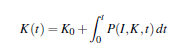 K(t) = K₀ + ∫₀ᵗ P(I,K,t) dt